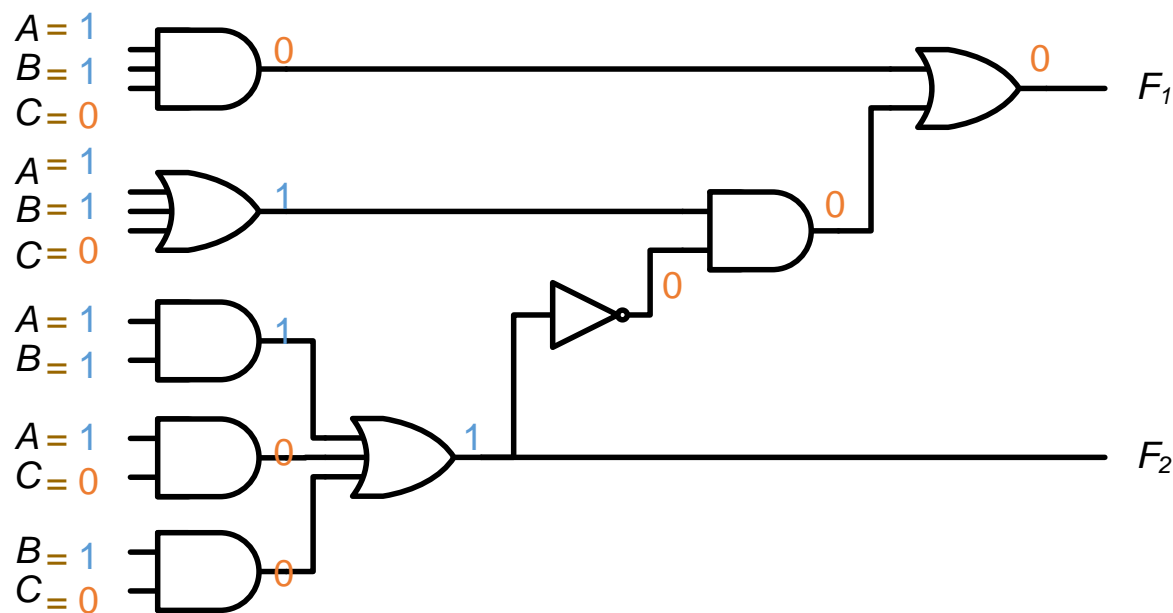 A = 1
0
0
B = 1
F1
C = 0
A = 1
B = 1
1
0
C = 0
0
A = 1
1
B = 1
A = 1
0
1
F2
C = 0
B = 1
0
C = 0